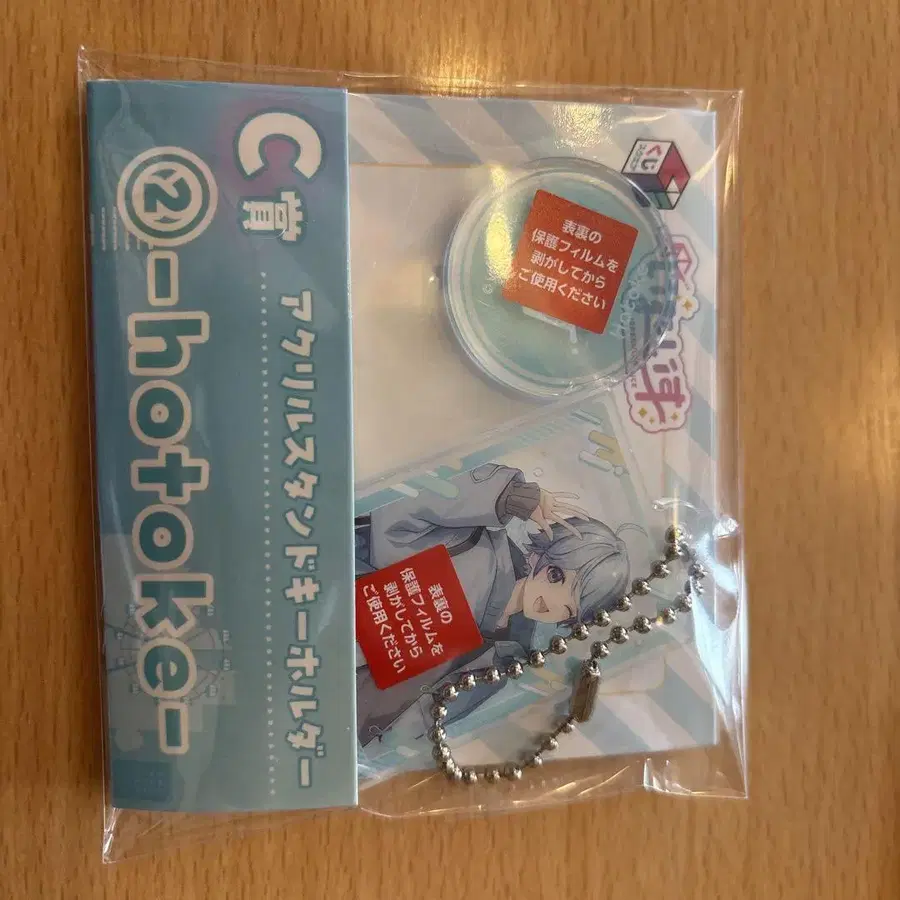 C賞
アクリルスタンドキーホルダー
②-hotoke-
くじ
表裏の
保護フィルムを
剥がしてから
ご使用ください
表裏の
保護フィルムを
剥がしてから
ご使用ください